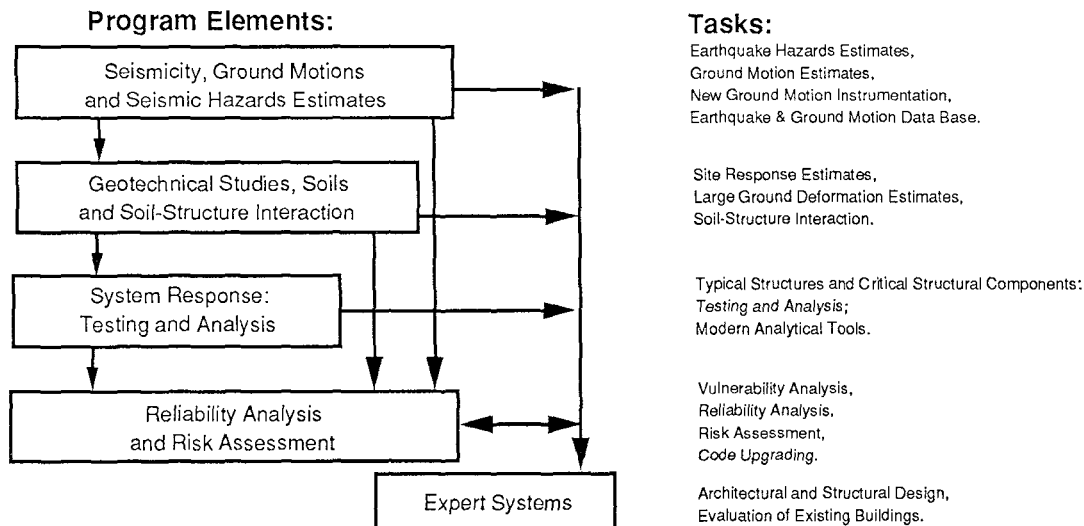 Program Elements:
Seismicity, Ground Motions
and Seismic Hazards Estimates
Geotechnical Studies, Soils
and Soil-Structure Interaction
System Response:
Testing and Analysis
Reliability Analysis
and Risk Assessment
Expert Systems
Tasks:
Earthquake Hazards Estimates,
Ground Motion Estimates,
New Ground Motion Instrumentation,
Earthquake & Ground Motion Data Base.
Site Response Estimates,
Large Ground Deformation Estimates,
Soil-Structure Interaction.
Typical Structures and Critical Structural Components:
Testing and Analysis;
Modern Analytical Tools.
Vulnerability Analysis,
Reliability Analysis,
Risk Assessment,
Code Upgrading.
Architectural and Structural Design,
Evaluation of Existing Buildings.